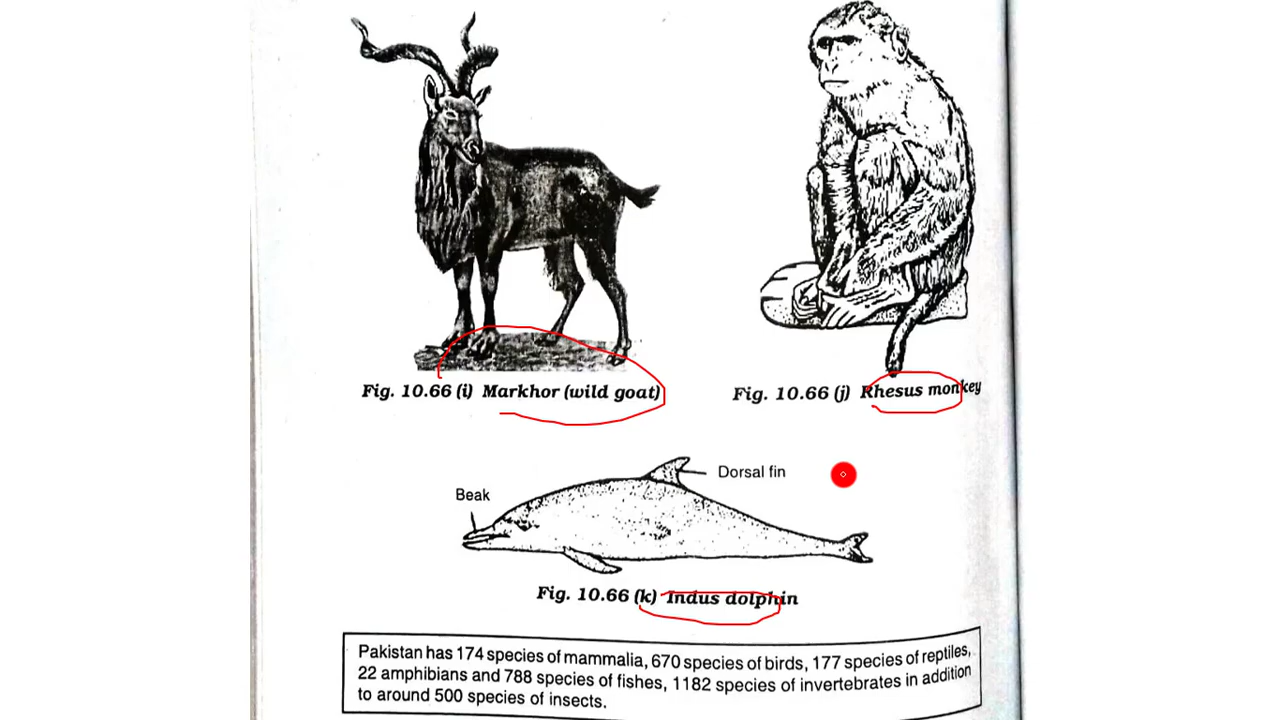 Fig. 10.66 (i) Markhor (wild goat)
Fig. 10.66 (j) Rhesus monkey
Dorsal fin
Beak
Fig. 10.66 (k) Indus dolphin
Pakistan has 174 species of mammalia, 670 species of birds, 177 species of reptiles,
22 amphibians and 788 species of fishes, 1182 species of invertebrates in addition
to around 500 species of insects.